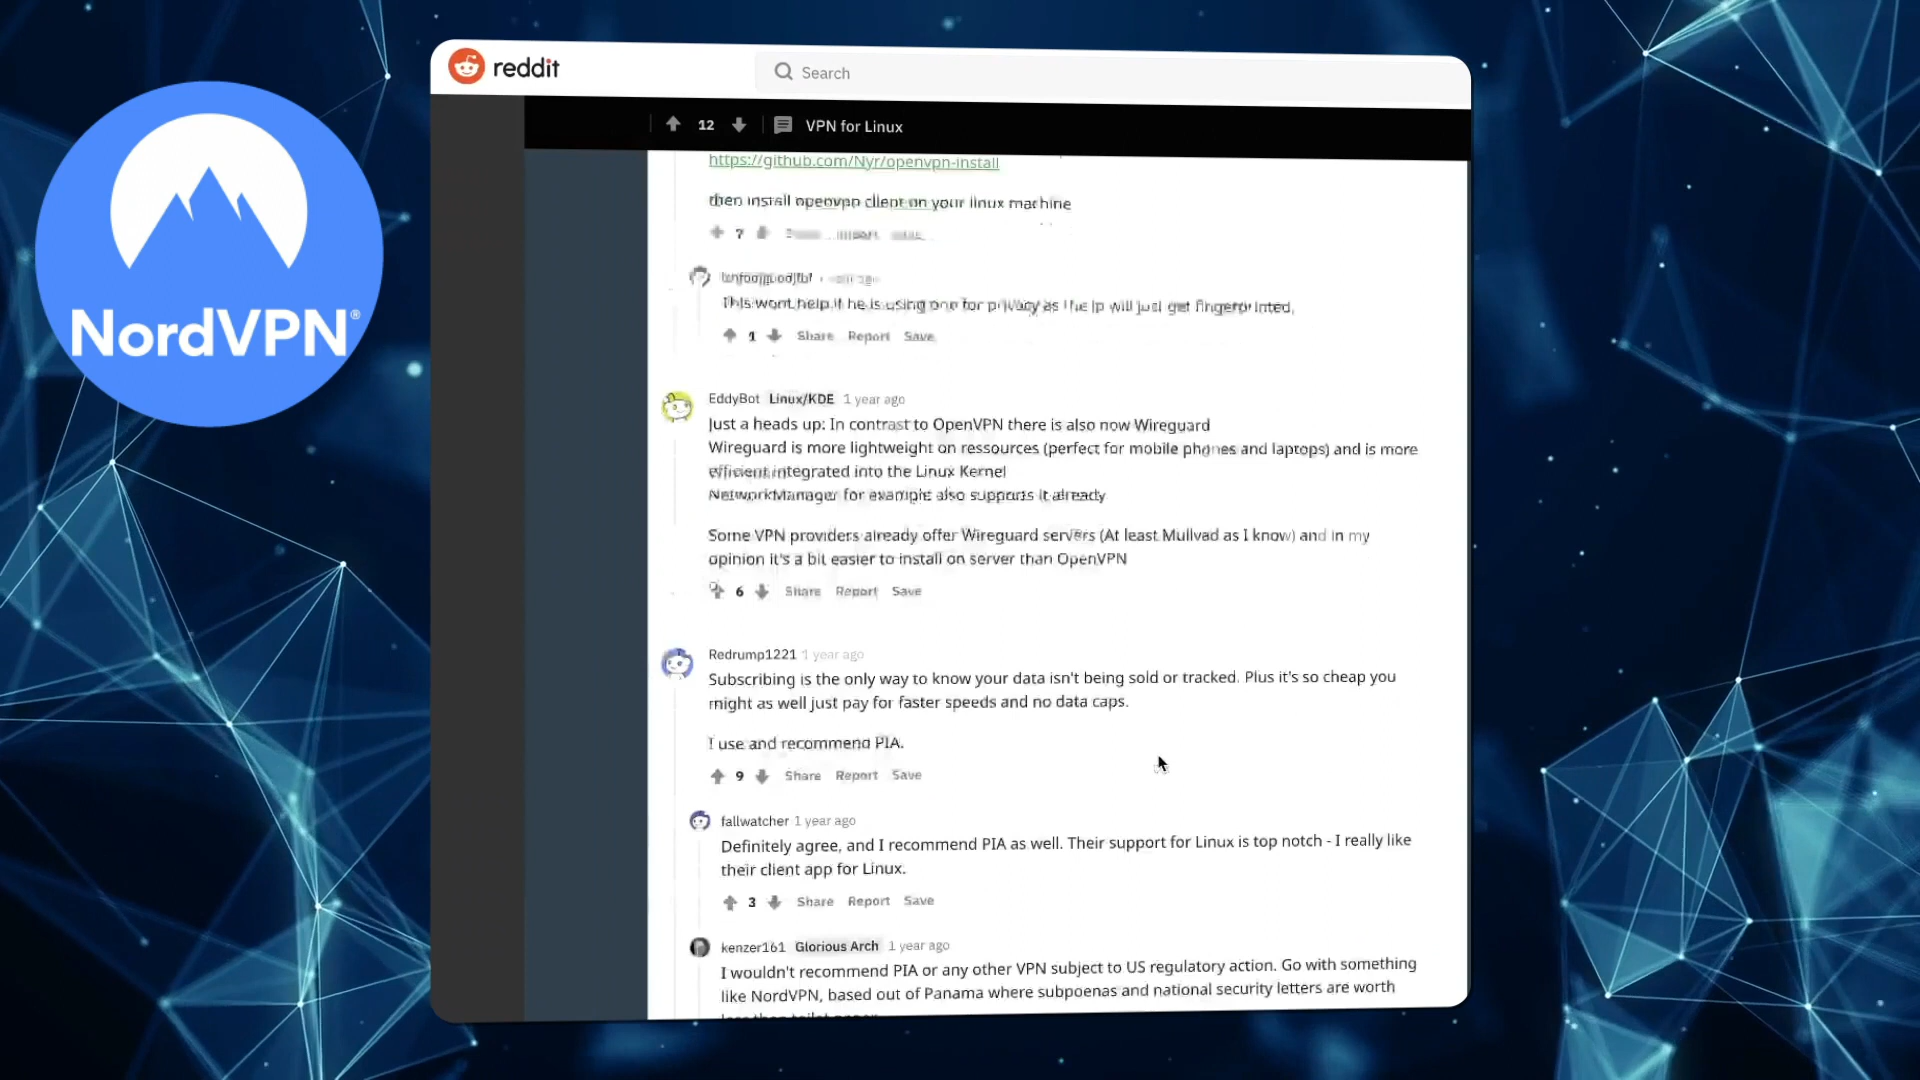 reddit
Search
12 VPN for Linux
NordVPN®
https://github.com/Nyr/openvpn-install
then install openvpn client on your linux machine
7
This wont help if he is using one for privacy as the ip will just get fingerprinted,
1 Share Report Save
EddyBot Linux/KDE 1 year ago
Just a heads up: In contrast to OpenVPN there is also now Wireguard
Wireguard is more lightweight on ressources (perfect for mobile phones and laptops) and is more
efficient integrated into the Linux Kernel
NetworkManager for example also supports it already
Some VPN providers already offer Wireguard servers (At least Mullvad as I know) and in my
opinion it's a bit easier to install on server than OpenVPN
6 Share Report Save
Redrump1221 1 year ago
Subscribing is the only way to know your data isn't being sold or tracked. Plus it's so cheap you
might as well just pay for faster speeds and no data caps.
I use and recommend PIA.
9 Share Report Save
fallwatcher 1 year ago
Definitely agree, and I recommend PIA as well. Their support for Linux is top notch - I really like
their client app for Linux.
3 Share Report Save
kenzer161 Glorious Arch 1 year ago
I wouldn't recommend PIA or any other VPN subject to US regulatory action. Go with something
like NordVPN, based out of Panama where subpoenas and national security letters are worth